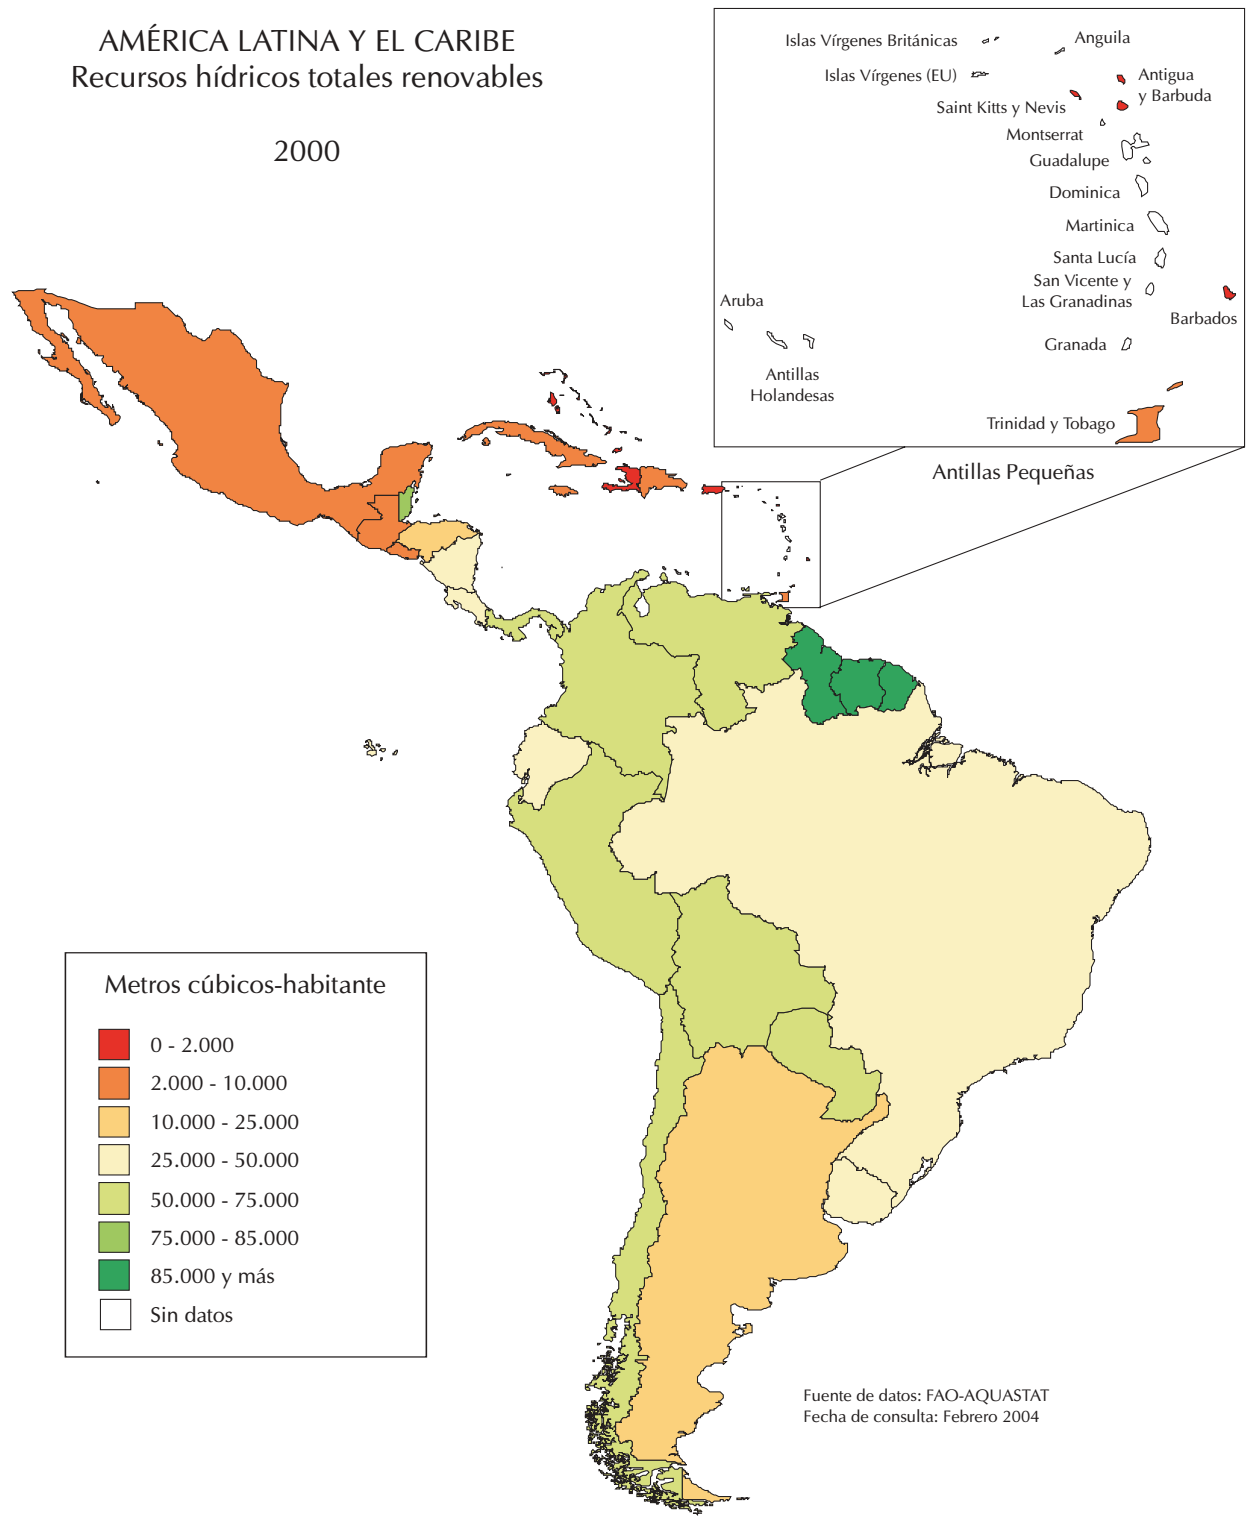 AMÉRICA LATINA Y EL CARIBE
Recursos hídricos totales renovables
2000
Islas Vírgenes Británicas
Anguila
Islas Vírgenes (EU)
Antigua
y Barbuda
Saint Kitts y Nevis
Montserrat
Guadalupe
Dominica
Martinica
Santa Lucía
San Vicente y
Las Granadinas
Aruba
Barbados
Granada
Antillas
Holandesas
Trinidad y Tobago
Antillas Pequeñas
Metros cúbicos-habitante
0 - 2.000
2.000 - 10.000
10.000 - 25.000
25.000 - 50.000
50.000 - 75.000
75.000 - 85.000
85.000 y más
Sin datos
Fuente de datos: FAO-AQUASTAT
Fecha de consulta: Febrero 2004